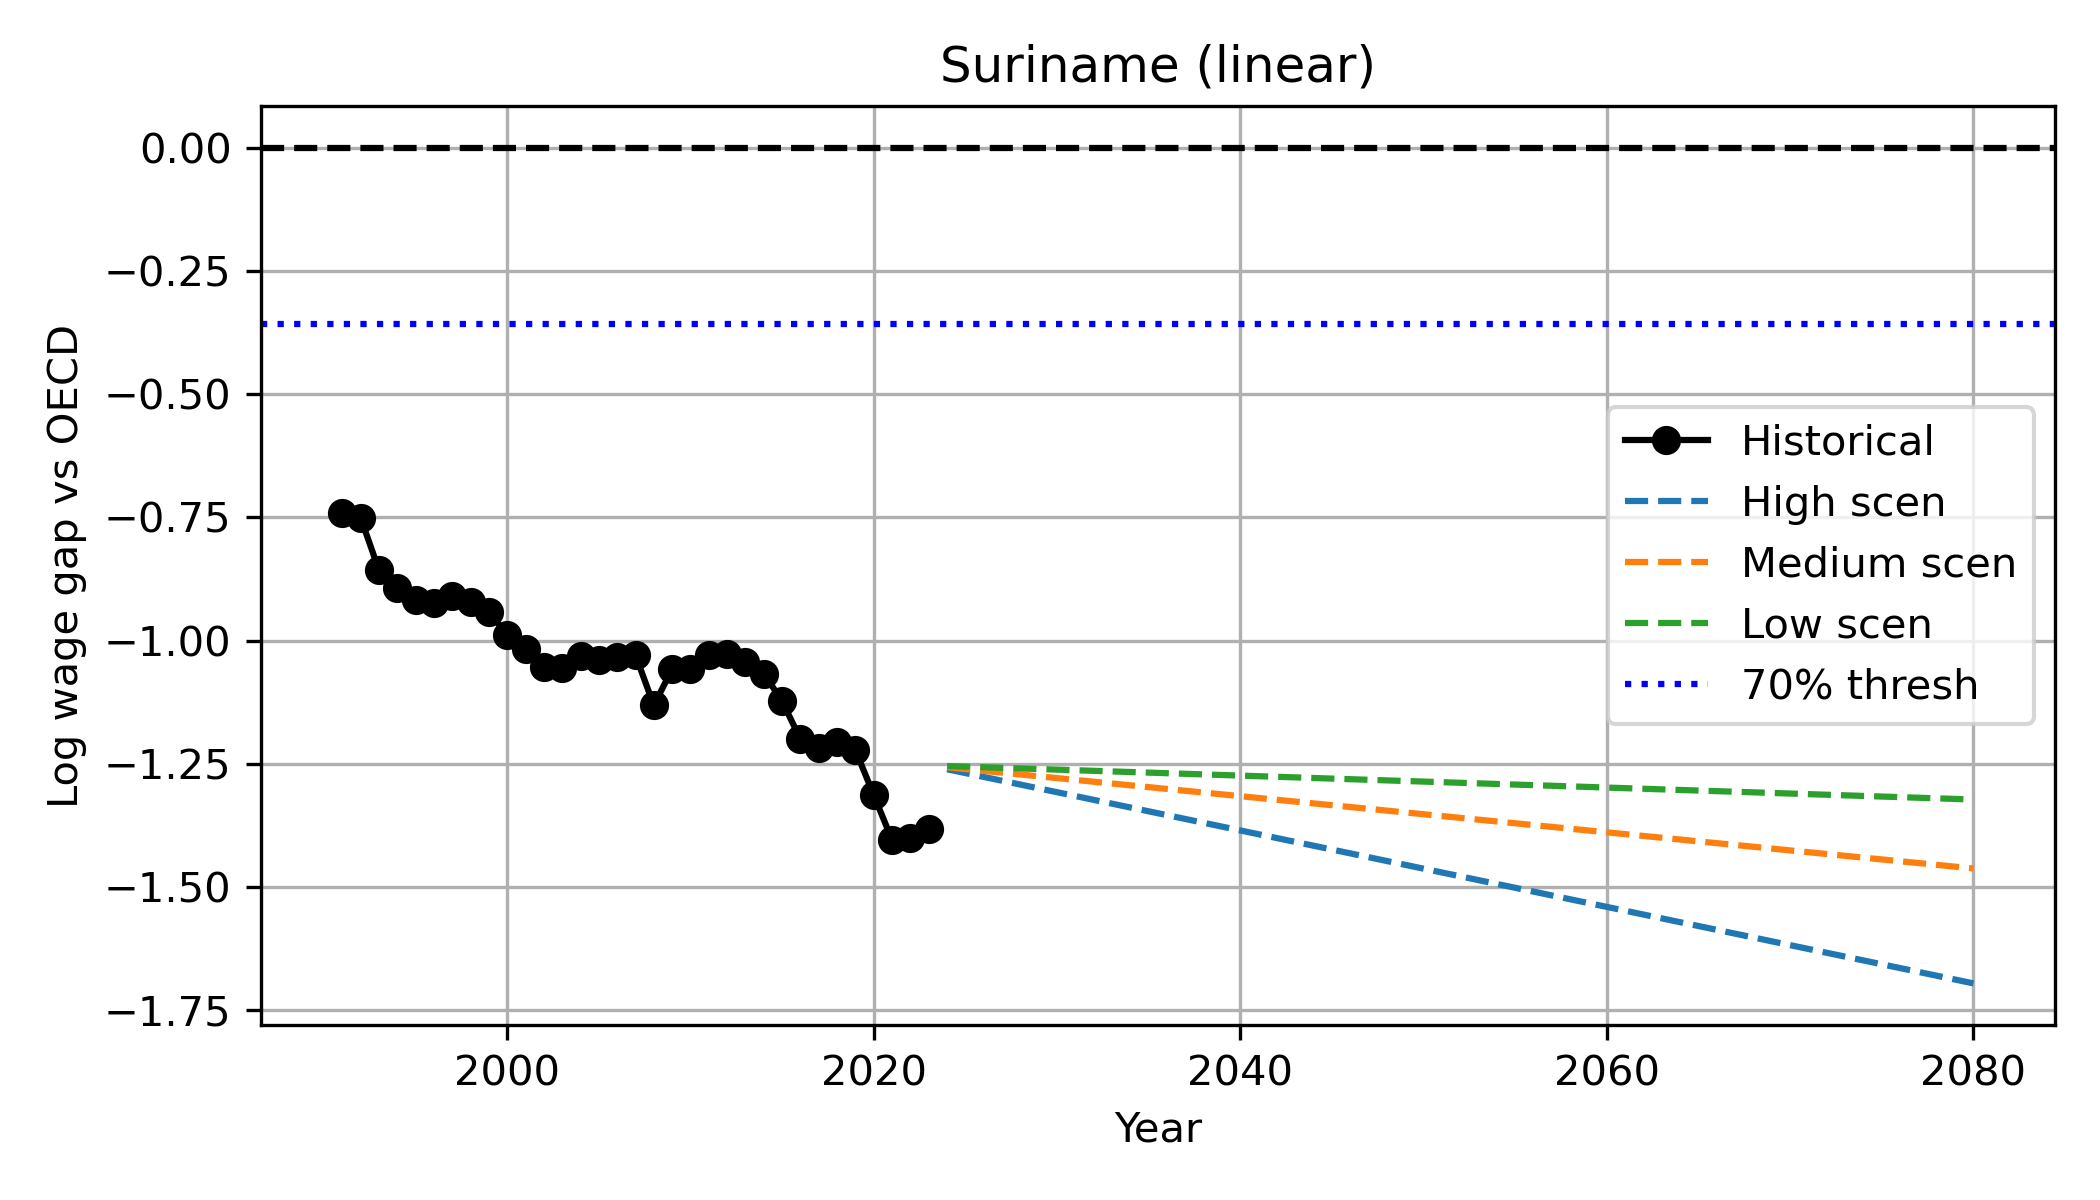 Suriname (linear)
Log wage gap vs OECD
0.00
−0.25
−0.50
−0.75
−1.00
−1.25
−1.50
−1.75
Historical
High scen
Medium scen
Low scen
70% thresh
2000 2020 2040 2060 2080
Year